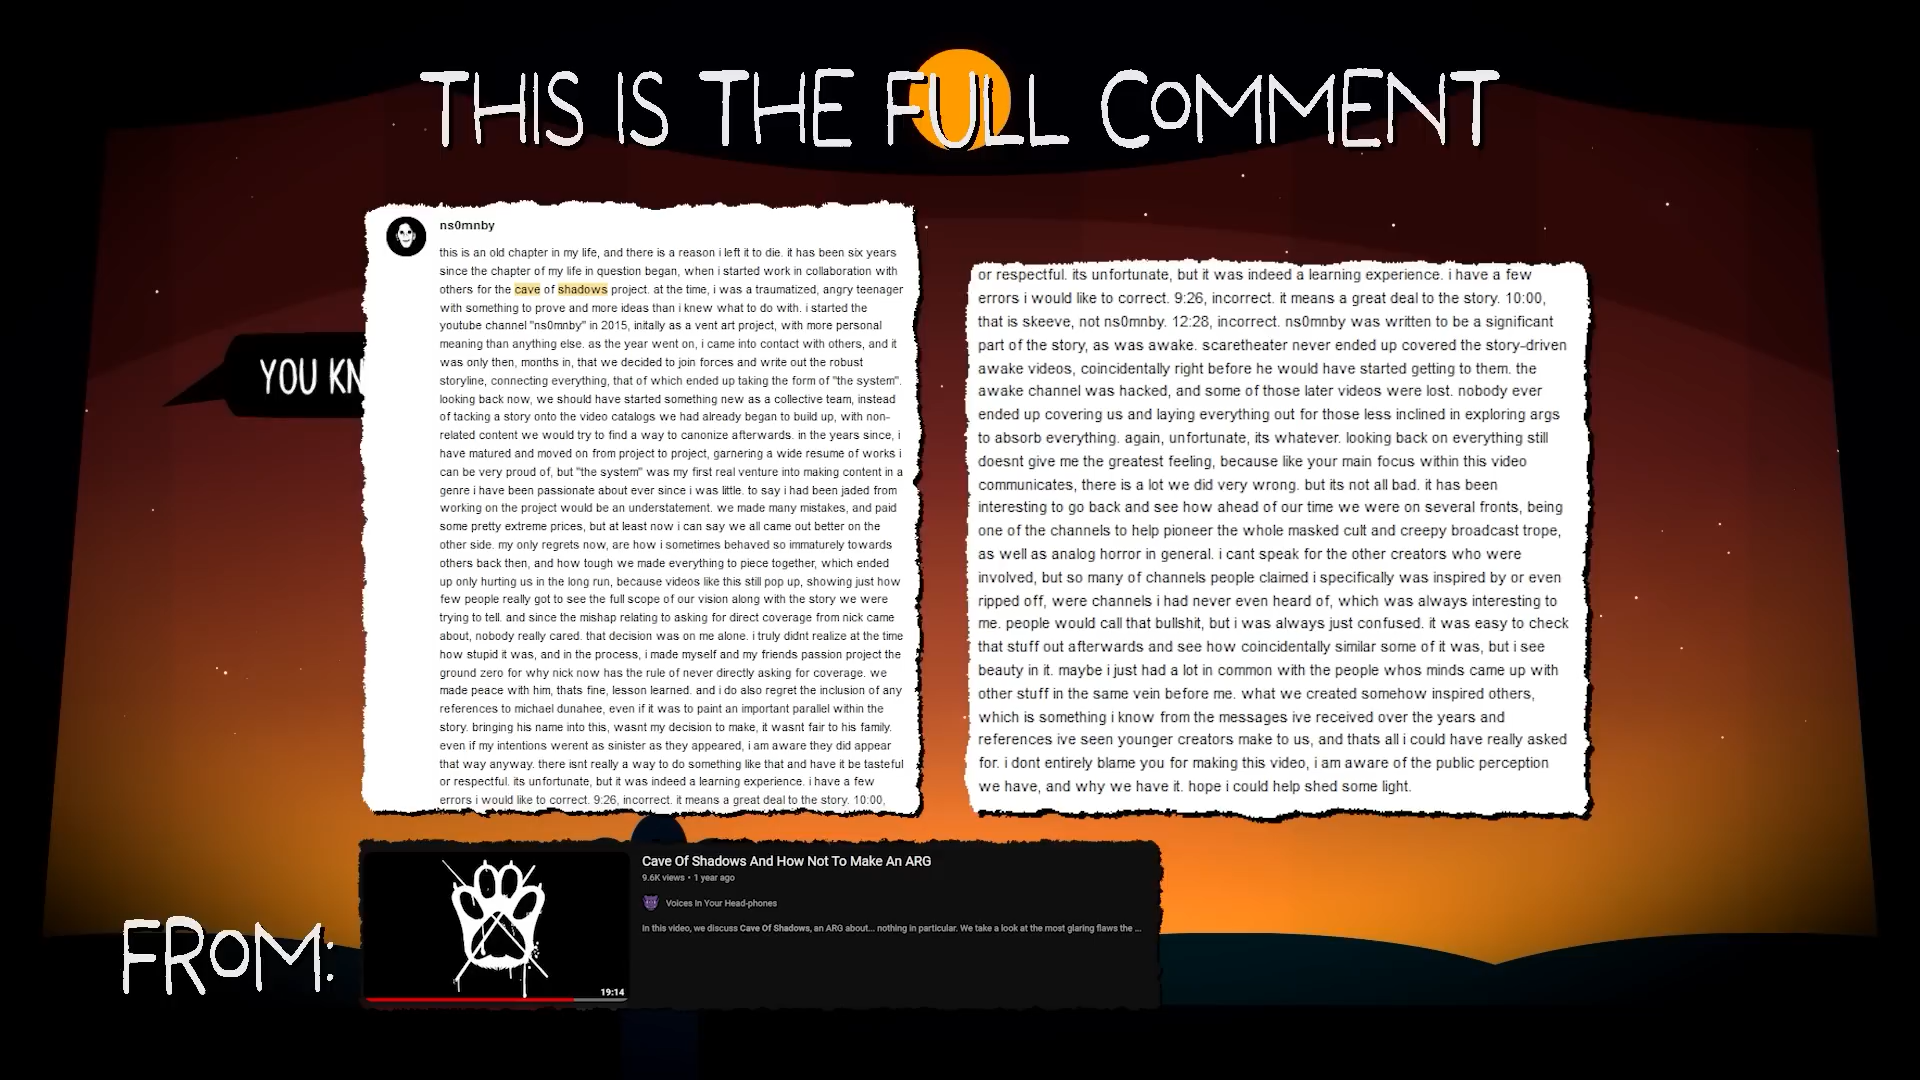 THIS IS THE FULL COMMENT
ns0mnby
this is an old chapter in my life, and there is a reason i left it to die. it has been six years
since the chapter of my life in question began, when i started work in collaboration with
others for the cave of shadows project. at the time, i was a traumatized, angry teenager
with something to prove and more ideas than i knew what to do with. i started the
youtube channel "ns0mnby" in 2015, initally as a vent art project, with more personal
meaning than anything else. as the year went on, i came into contact with others, and it
was only then, months in, that we decided to join forces and write out the robust
storyline, connecting everything, that of which ended up taking the form of "the system".
looking back now, we should have started something new as a collective team, instead
of tacking a story onto the video catalogs we had already began to build up, with non-
related content we would try to find a way to canonize afterwards. in the years since, i
have matured and moved on from project to project, garnering a wide resume of works i
can be very proud of, but "the system" was my first real venture into making content in a
genre i have been passionate about ever since i was little. to say i had been jaded from
working on the project would be an understatement. we made many mistakes, and paid
some pretty extreme prices, but at least now i can say we all came out better on the
other side. my only regrets now, are how i sometimes behaved so immaturely towards
others back then, and how tough we made everything to piece together, which ended
up only hurting us in the long run, because videos like this still pop up, showing just how
few people really got to see the full scope of our vision along with the story we were
trying to tell. and since the mishap relating to asking for direct coverage from nick came
about, nobody really cared. that decision was on me alone. i truly didnt realize at the time
how stupid it was, and in the process, i made myself and my friends passion project the
ground zero for why nick now has the rule of never directly asking for coverage. we
made peace with him, thats fine, lesson learned. and i do also regret the inclusion of any
references to michael dunahee, even if it was to paint an important parallel within the
story. bringing his name into this, wasnt my decision to make, it wasnt fair to his family.
even if my intentions werent as sinister as they appeared, i am aware they did appear
that way anyway. there isnt really a way to do something like that and have it be tasteful
or respectful. its unfortunate, but it was indeed a learning experience. i have a few
errors i would like to correct. 9:26, incorrect. it means a great deal to the story. 10:00,
or respectful. its unfortunate, but it was indeed a learning experience. i have a few
errors i would like to correct. 9:26, incorrect. it means a great deal to the story. 10:00,
that is skeeve, not ns0mnby. 12:28, incorrect. ns0mnby was written to be a significant
part of the story, as was awake. scaretheater never ended up covered the story-driven
awake videos, coincidentally right before he would have started getting to them. the
awake channel was hacked, and some of those later videos were lost. nobody ever
ended up covering us and laying everything out for those less inclined in exploring args
to absorb everything. again, unfortunate, its whatever. looking back on everything still
doesnt give me the greatest feeling, because like your main focus within this video
communicates, there is a lot we did very wrong. but its not all bad. it has been
interesting to go back and see how ahead of our time we were on several fronts, being
one of the channels to help pioneer the whole masked cult and creepy broadcast trope,
as well as analog horror in general. i cant speak for the other creators who were
involved, but so many of channels people claimed i specifically was inspired by or even
ripped off, were channels i had never even heard of, which was always interesting to
me. people would call that bullshit, but i was always just confused. it was easy to check
that stuff out afterwards and see how coincidentally similar some of it was, but i see
beauty in it. maybe i just had a lot in common with the people whos minds came up with
other stuff in the same vein before me. what we created somehow inspired others,
which is something i know from the messages ive received over the years and
references ive seen younger creators make to us, and thats all i could have really asked
for. i dont entirely blame you for making this video, i am aware of the public perception
we have, and why we have it. hope i could help shed some light.
YOU KN
FROM:
19:14
Cave Of Shadows And How Not To Make An ARG
9.6K views • 1 year ago
Voices In Your Head-phones
In this video, we discuss Cave Of Shadows, an ARG about... nothing in particular. We take a look at the most glaring flaws the ...